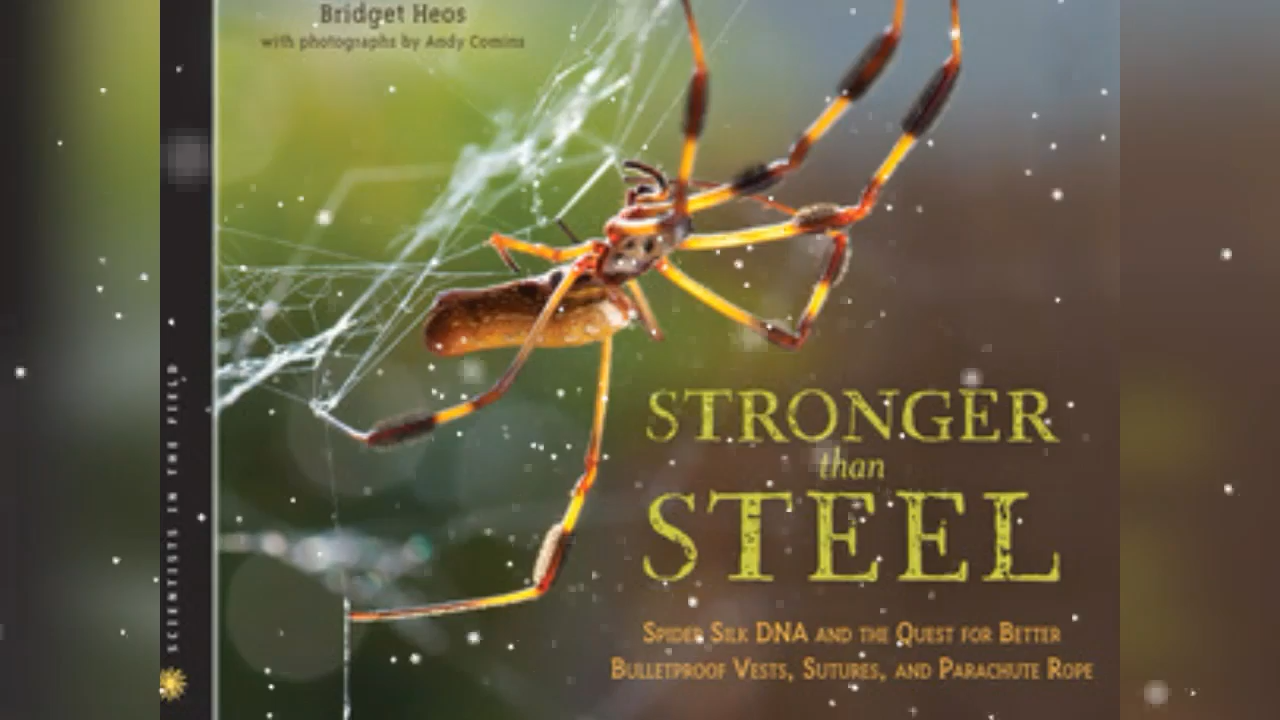 Bridget Heos
with photographs by Andy Comins
SCIENTISTS IN THE FIELD
STRONGER
than
STEEL
Spider Silk DNA and the Quest for Better
Bulletproof Vests, Sutures, and Parachute Rope